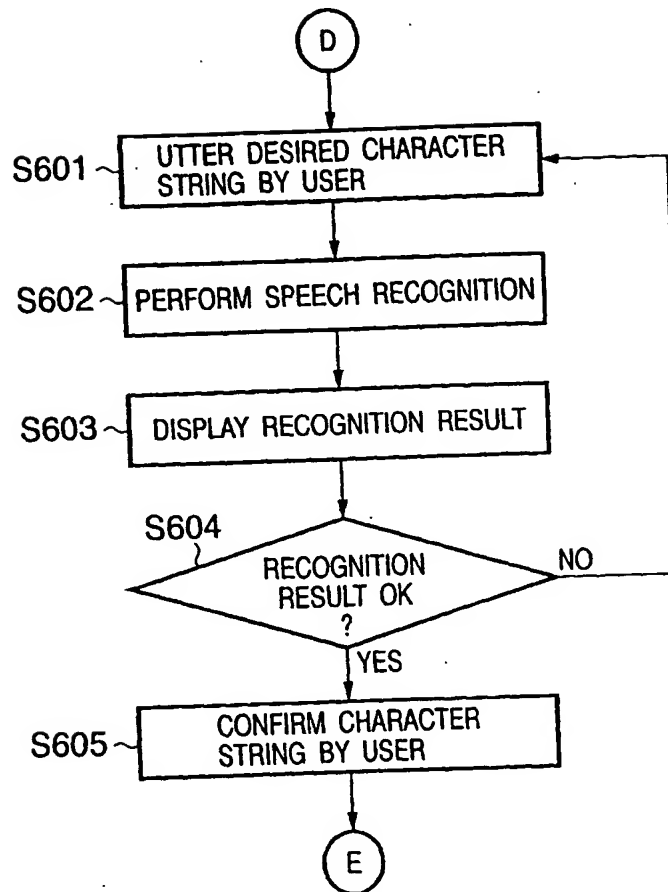 D
S601
UTTER DESIRED CHARACTER
STRING BY USER
S602
PERFORM SPEECH RECOGNITION
S603
DISPLAY RECOGNITION RESULT
S604
RECOGNITION
RESULT OK
?
NO
YES
S605
CONFIRM CHARACTER
STRING BY USER
E